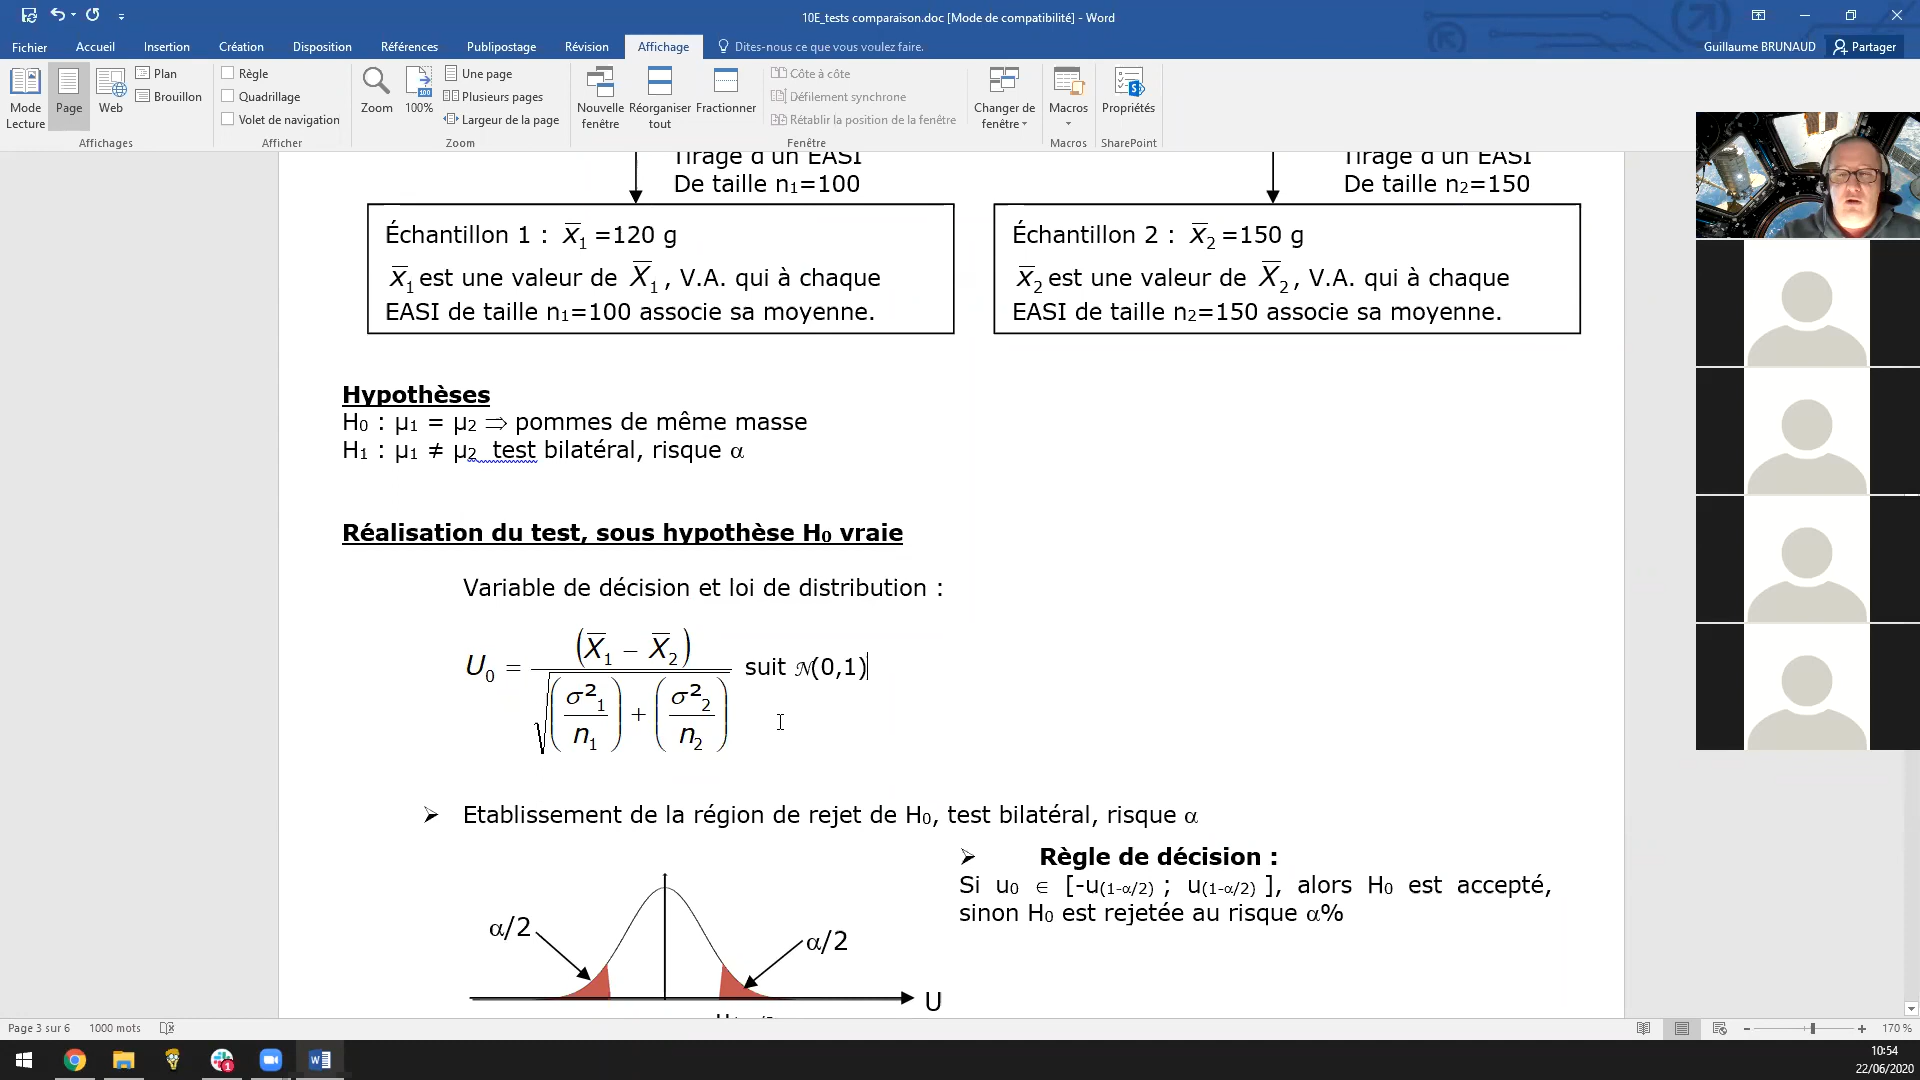 10E_tests comparaison.doc [Mode de compatibilité] - Word
Fichier Accueil Insertion Création Disposition Références Publipostage Révision Affichage Dites-nous ce que vous voulez faire. Guillaume BRUNAUD Partager
Mode Lecture
Page
Web
Plan
Brouillon
Affichages
Règle
Quadrillage
Volet de navigation
Afficher
Zoom
100%
Une page
Plusieurs pages
Largeur de la page
Zoom
Nouvelle fenêtre
Réorganiser tout
Fractionner
Côte à côte
Défilement synchrone
Rétablir la position de la fenêtre
Changer de fenêtre
Fenêtre
Macros
Macros
Propriétés
SharePoint
Tirage d'un EASI
De taille n₁=100
Tirage d'un EASI
De taille n₂=150
Échantillon 1 : x̅₁ =120 g
x̅₁ est une valeur de X̅₁ , V.A. qui à chaque
EASI de taille n₁=100 associe sa moyenne.
Échantillon 2 : x̅₂ =150 g
x̅₂ est une valeur de X̅₂ , V.A. qui à chaque
EASI de taille n₂=150 associe sa moyenne.
Hypothèses
H₀ : µ₁ = µ₂ ⇒ pommes de même masse
H₁ : µ₁ ≠ µ₂ test bilatéral, risque α
Réalisation du test, sous hypothèse H₀ vraie
Variable de décision et loi de distribution :
U₀ = (X̅₁ − X̅₂) / √((σ²₁/n₁) + (σ²₂/n₂)) suit 𝒩(0,1)
➢ Etablissement de la région de rejet de H₀, test bilatéral, risque α
➢ Règle de décision :
Si u₀ ∈ [-u(1-α/2) ; u(1-α/2) ], alors H₀ est accepté,
sinon H₀ est rejetée au risque α%
α/2
α/2
U
Page 3 sur 6 1000 mots 170 %
10:54
22/06/2020